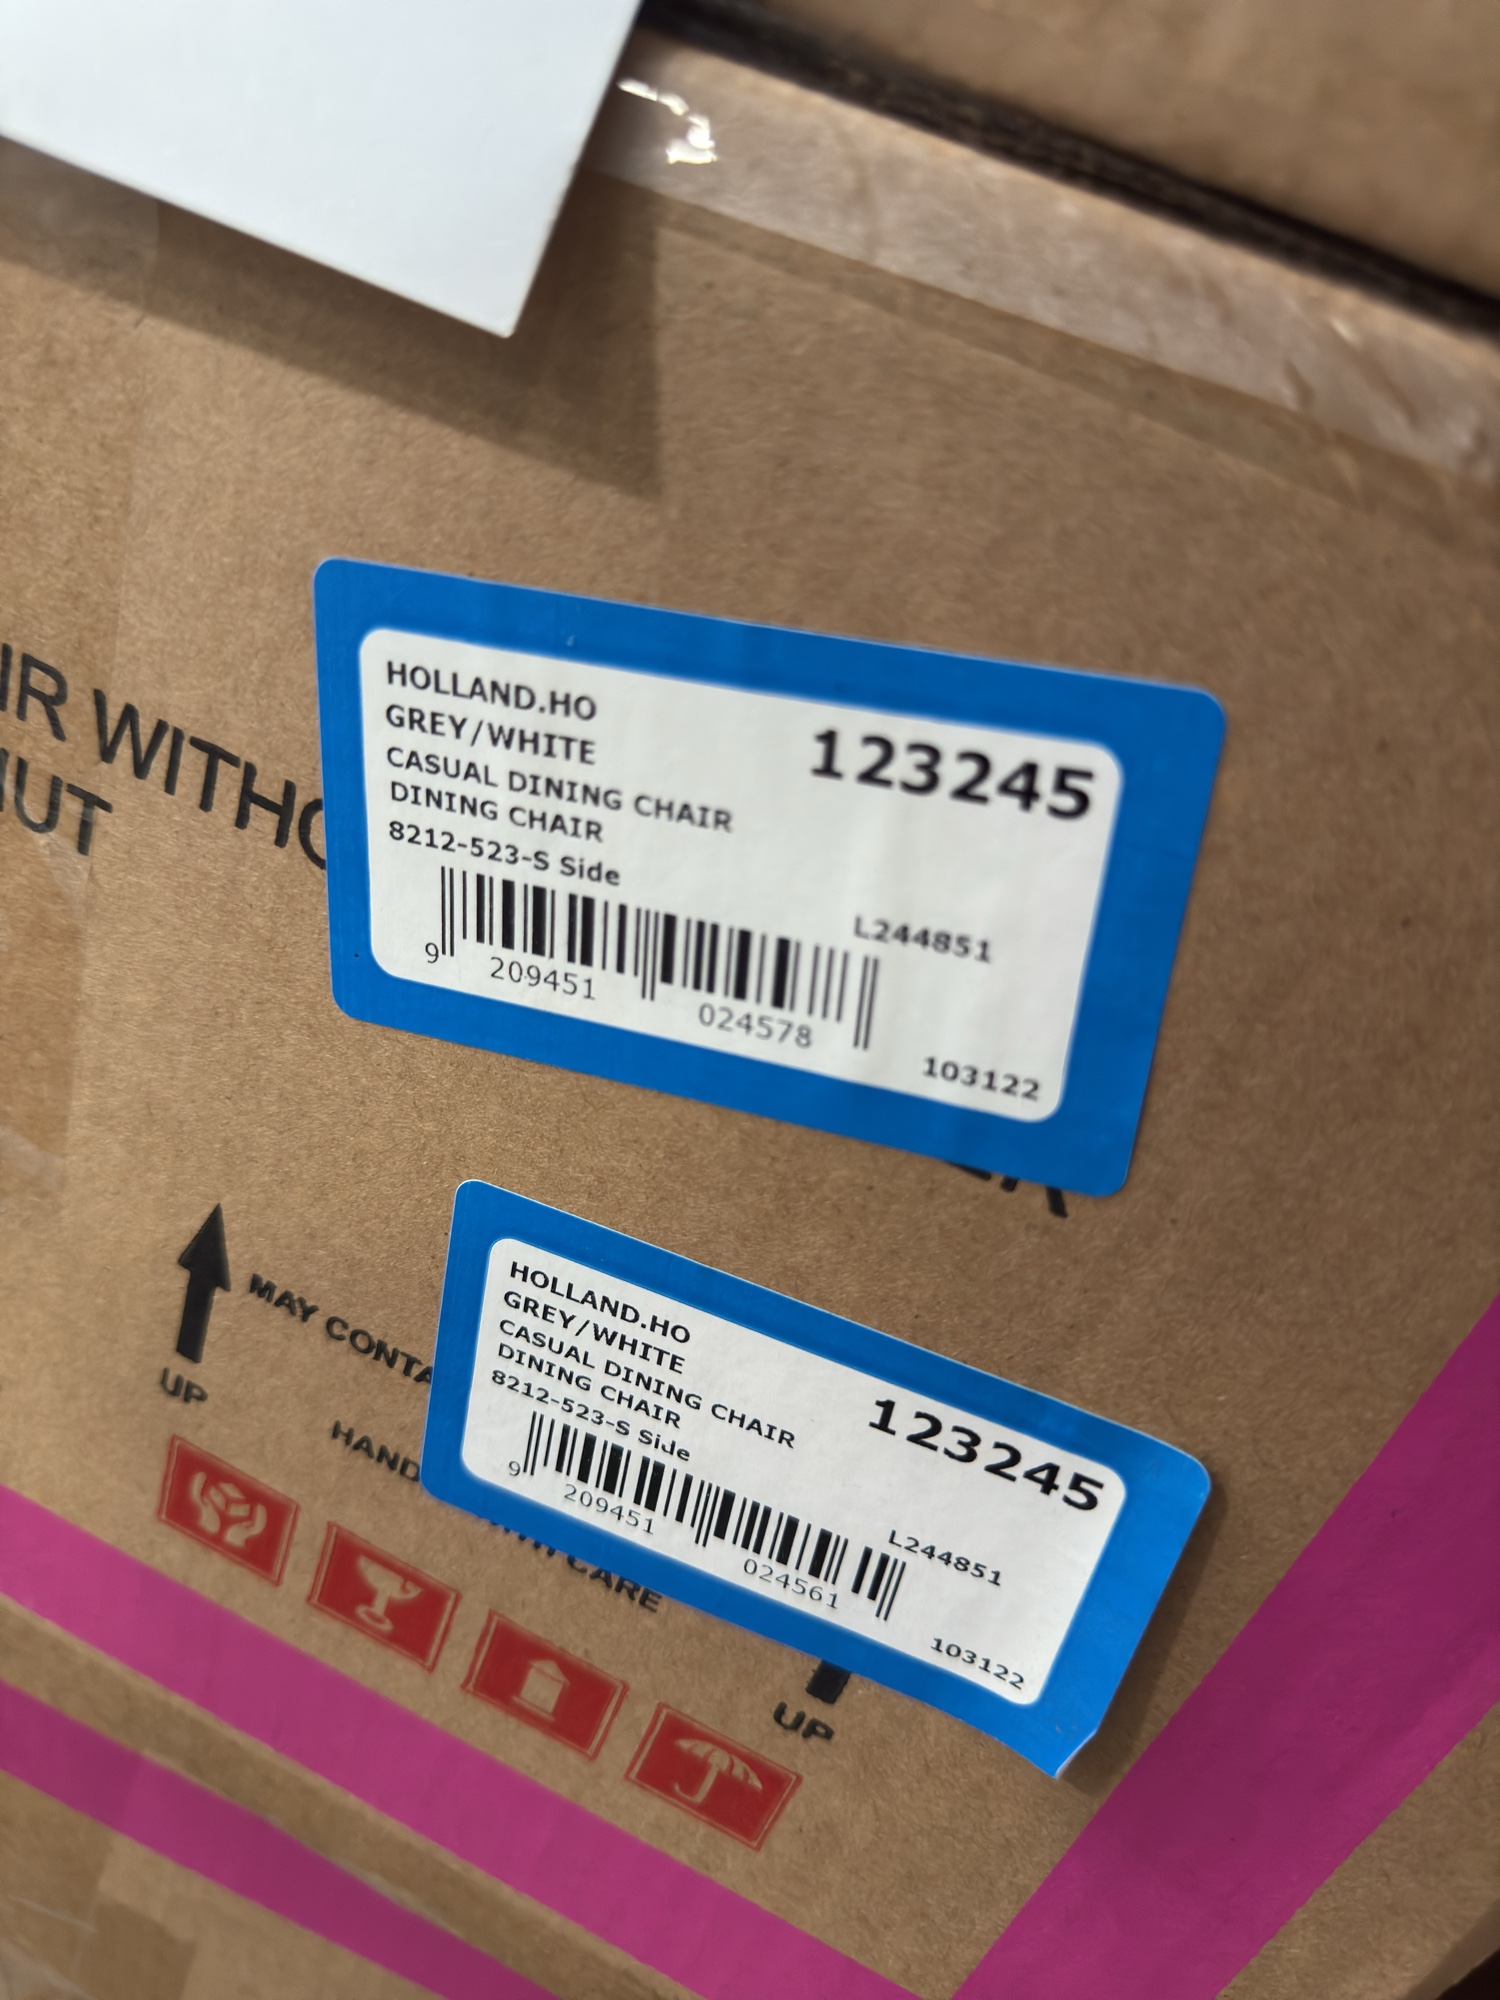 IR WITHO
NUT
HOLLAND.HO
GREY/WHITE
CASUAL DINING CHAIR
DINING CHAIR
8212-523-S Side
123245
L244851
9 209451 024578
103122
UP
MAY CONTA
HAND
WITH CARE
HOLLAND.HO
GREY/WHITE
CASUAL DINING CHAIR
DINING CHAIR
8212-523-S Side
123245
L244851
9 209451 024561
103122
UP